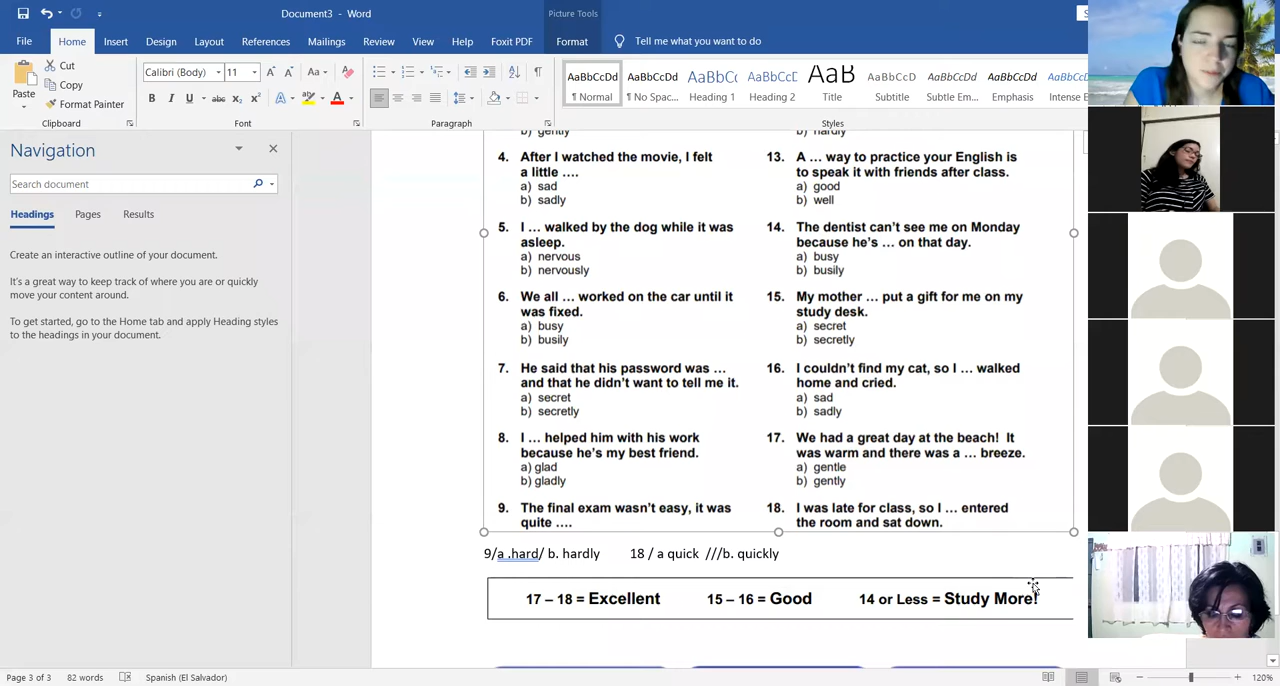 Document3 - Word
Picture Tools
File
Home
Insert
Design
Layout
References
Mailings
Review
View
Help
Foxit PDF
Format
Tell me what you want to do
Paste
Cut
Copy
Format Painter
Clipboard
Calibri (Body)
11
Font
Paragraph
AaBbCcDd
¶ Normal
AaBbCcDd
¶ No Spac...
AaBbCc
Heading 1
AaBbCcD
Heading 2
AaB
Title
AaBbCcD
Subtitle
AaBbCcDd
Subtle Em...
AaBbCcDd
Emphasis
AaBbCcDd
Intense E
Styles
Navigation
Search document
Headings
Pages
Results
Create an interactive outline of your document.
It's a great way to keep track of where you are or quickly
move your content around.
To get started, go to the Home tab and apply Heading styles
to the headings in your document.
b) gently
4. After I watched the movie, I felt
a little ....
a) sad
b) sadly
5. I ... walked by the dog while it was
asleep.
a) nervous
b) nervously
6. We all ... worked on the car until it
was fixed.
a) busy
b) busily
7. He said that his password was ...
and that he didn't want to tell me it.
a) secret
b) secretly
8. I ... helped him with his work
because he's my best friend.
a) glad
b) gladly
9. The final exam wasn't easy, it was
quite ....
b) hardly
13. A ... way to practice your English is
to speak it with friends after class.
a) good
b) well
14. The dentist can't see me on Monday
because he's ... on that day.
a) busy
b) busily
15. My mother ... put a gift for me on my
study desk.
a) secret
b) secretly
16. I couldn't find my cat, so I ... walked
home and cried.
a) sad
b) sadly
17. We had a great day at the beach! It
was warm and there was a ... breeze.
a) gentle
b) gently
18. I was late for class, so I ... entered
the room and sat down.
9/a .hard/ b. hardly 18 / a quick ///b. quickly
17 – 18 = Excellent 15 – 16 = Good 14 or Less = Study More!
Page 3 of 3
82 words
Spanish (El Salvador)
120%